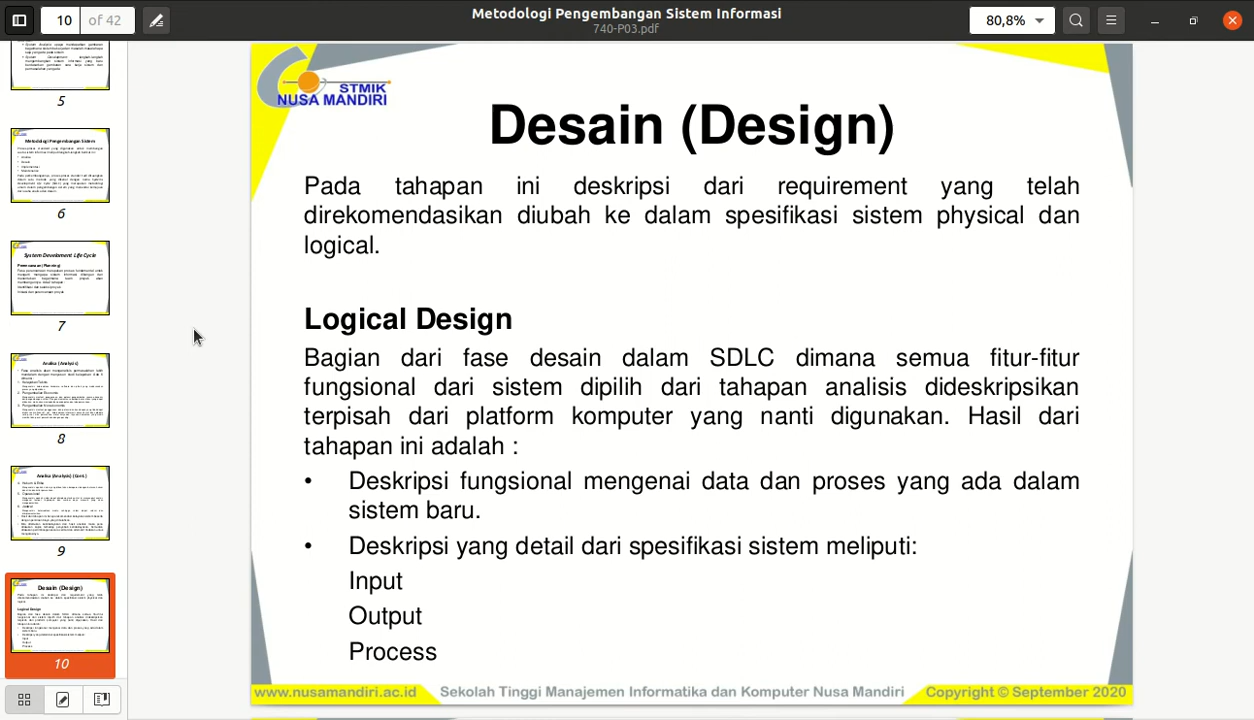 Metodologi Pengembangan Sistem Informasi
740-P03.pdf
10 of 42
80,8%
5
Metodologi Pengembangan Sistem
6
System Develoment Life Cycle
7
Analisa (Analysis)
8
Analisa (Analysis) (Cont.)
9
Desain (Design)
Logical Design
10
STMIK
NUSA MANDIRI
Desain (Design)
Pada tahapan ini deskripsi dari requirement yang telah
direkomendasikan diubah ke dalam spesifikasi sistem physical dan
logical.
Logical Design
Bagian dari fase desain dalam SDLC dimana semua fitur-fitur
fungsional dari sistem dipilih dari tahapan analisis dideskripsikan
terpisah dari platform komputer yang nanti digunakan. Hasil dari
tahapan ini adalah :
• Deskripsi fungsional mengenai data dan proses yang ada dalam
sistem baru.
• Deskripsi yang detail dari spesifikasi sistem meliputi:
Input
Output
Process
www.nusamandiri.ac.id Sekolah Tinggi Manajemen Informatika dan Komputer Nusa Mandiri Copyright © September 2020